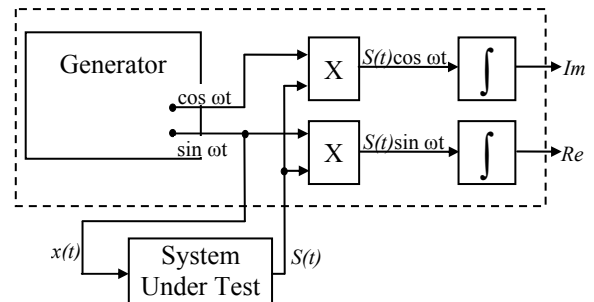 Generator
cos ωt
sin ωt
X
S(t)cos ωt
∫
Im
X
S(t)sin ωt
∫
Re
x(t)
System
Under Test
S(t)